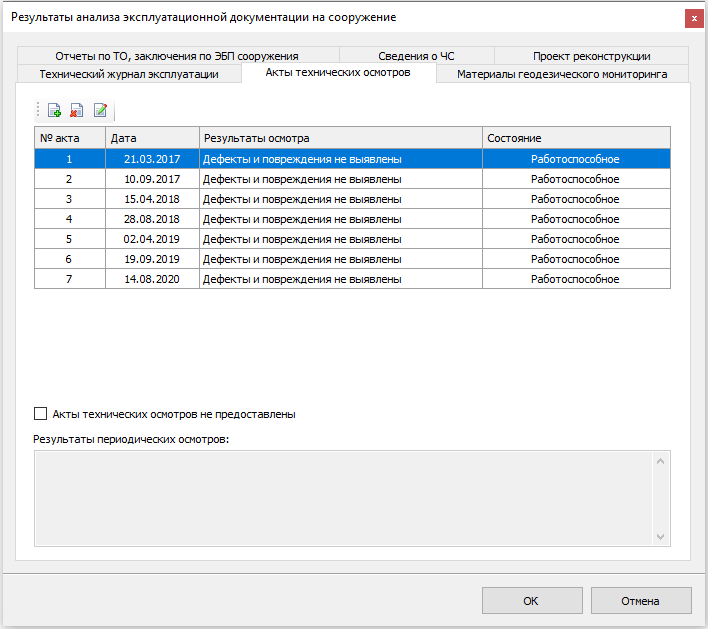 Результаты анализа эксплуатационной документации на сооружение
x
Отчеты по ТО, заключения по ЭБП сооружения Сведения о ЧС Проект реконструкции
Технический журнал эксплуатации Акты технических осмотров Материалы геодезического мониторинга
№ акта Дата Результаты осмотра Состояние
1 21.03.2017 Дефекты и повреждения не выявлены Работоспособное
2 10.09.2017 Дефекты и повреждения не выявлены Работоспособное
3 15.04.2018 Дефекты и повреждения не выявлены Работоспособное
4 28.08.2018 Дефекты и повреждения не выявлены Работоспособное
5 02.04.2019 Дефекты и повреждения не выявлены Работоспособное
6 19.09.2019 Дефекты и повреждения не выявлены Работоспособное
7 14.08.2020 Дефекты и повреждения не выявлены Работоспособное
Акты технических осмотров не предоставлены
Результаты периодических осмотров:
ОК Отмена